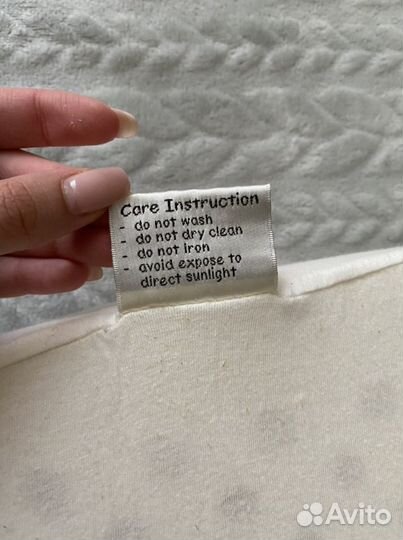 Care Instruction
- do not wash
- do not dry clean
- do not iron
- avoid expose to
direct sunlight
Avito